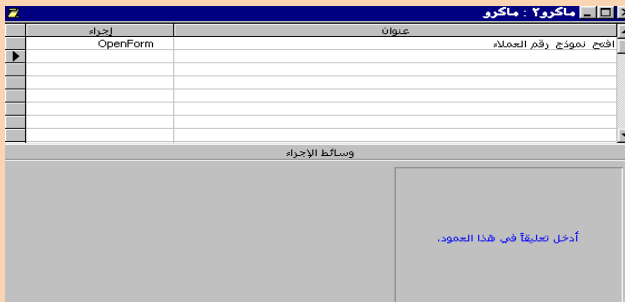 ماكرو٢ : ماكرو
عنوان إجراء
افتح نموذج رقم العملاء OpenForm
وسائط الإجراء
أدخل تعليقاً في هذا العمود.